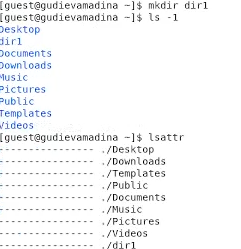 [guest@gudievamadina ~]$ mkdir dir1
[guest@gudievamadina ~]$ ls -1
Desktop
dir1
Documents
Downloads
Music
Pictures
Public
Templates
Videos
[guest@gudievamadina ~]$ lsattr
---------------- ./Desktop
---------------- ./Downloads
---------------- ./Templates
---------------- ./Public
---------------- ./Documents
---------------- ./Music
---------------- ./Pictures
---------------- ./Videos
---------------- ./dir1